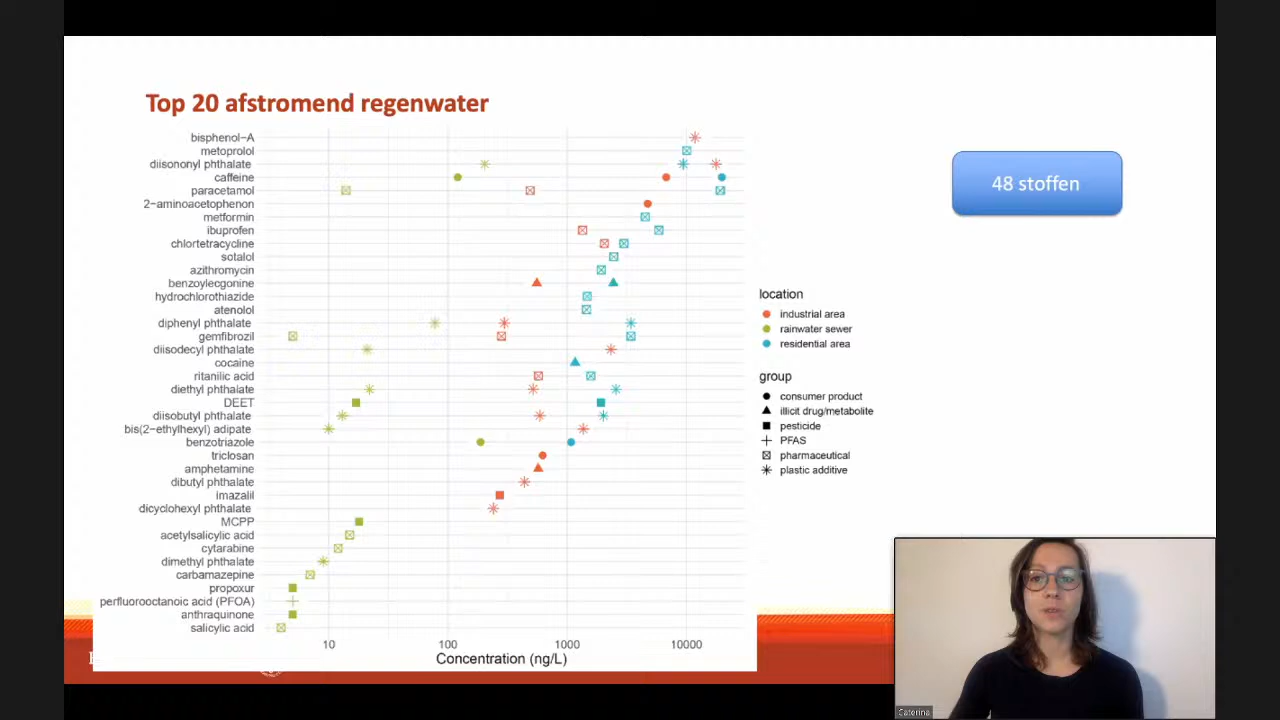 Top 20 afstromend regenwater
48 stoffen
bisphenol−A
metoprolol
diisononyl phthalate
caffeine
paracetamol
2−aminoacetophenon
metformin
ibuprofen
chlortetracycline
sotalol
azithromycin
benzoylecgonine
hydrochlorothiazide
atenolol
diphenyl phthalate
gemfibrozil
diisodecyl phthalate
cocaine
ritanilic acid
diethyl phthalate
DEET
diisobutyl phthalate
bis(2−ethylhexyl) adipate
benzotriazole
triclosan
amphetamine
dibutyl phthalate
imazalil
dicyclohexyl phthalate
MCPP
acetylsalicylic acid
cytarabine
dimethyl phthalate
carbamazepine
propoxur
perfluorooctanoic acid (PFOA)
anthraquinone
salicylic acid
10 100 1000 10000
Concentration (ng/L)
location
industrial area
rainwater sewer
residential area
group
consumer product
illicit drug/metabolite
pesticide
PFAS
pharmaceutical
plastic additive
Caterina